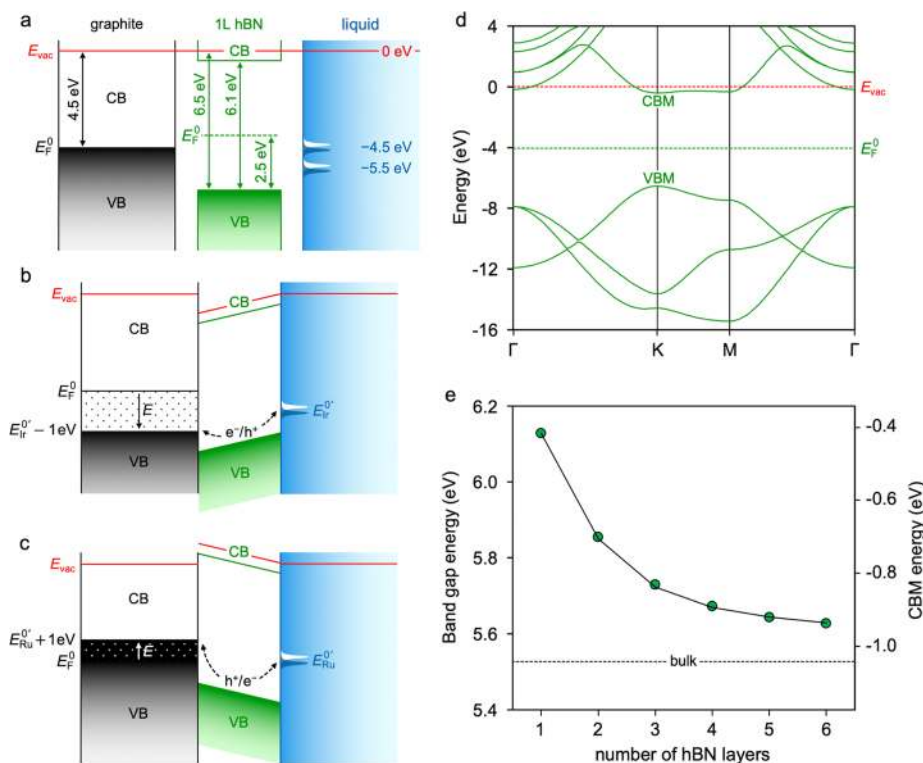 a
graphite
1L hBN
liquid
E_vac
CB
0 eV
4.5 eV
CB
6.5 eV
6.1 eV
E_F^0
E_F^0
2.5 eV
−4.5 eV
−5.5 eV
VB
VB
b
E_vac
CB
CB
E_F^0
E
E_Ir^0' − 1eV
e⁻/h⁺
E_Ir^0'
VB
VB
c
CB
E_vac
CB
E_Ru^0' + 1eV
E_F^0
E
h⁺/e⁻
E_Ru^0'
VB
VB
d
4
0
-4
-8
-12
-16
Energy (eV)
E_vac
CBM
E_F^0
VBM
Γ K M Γ
e
6.2
6.0
5.8
5.6
5.4
Band gap energy (eV)
-0.4
-0.6
-0.8
-1.0
CBM energy (eV)
bulk
1 2 3 4 5 6
number of hBN layers